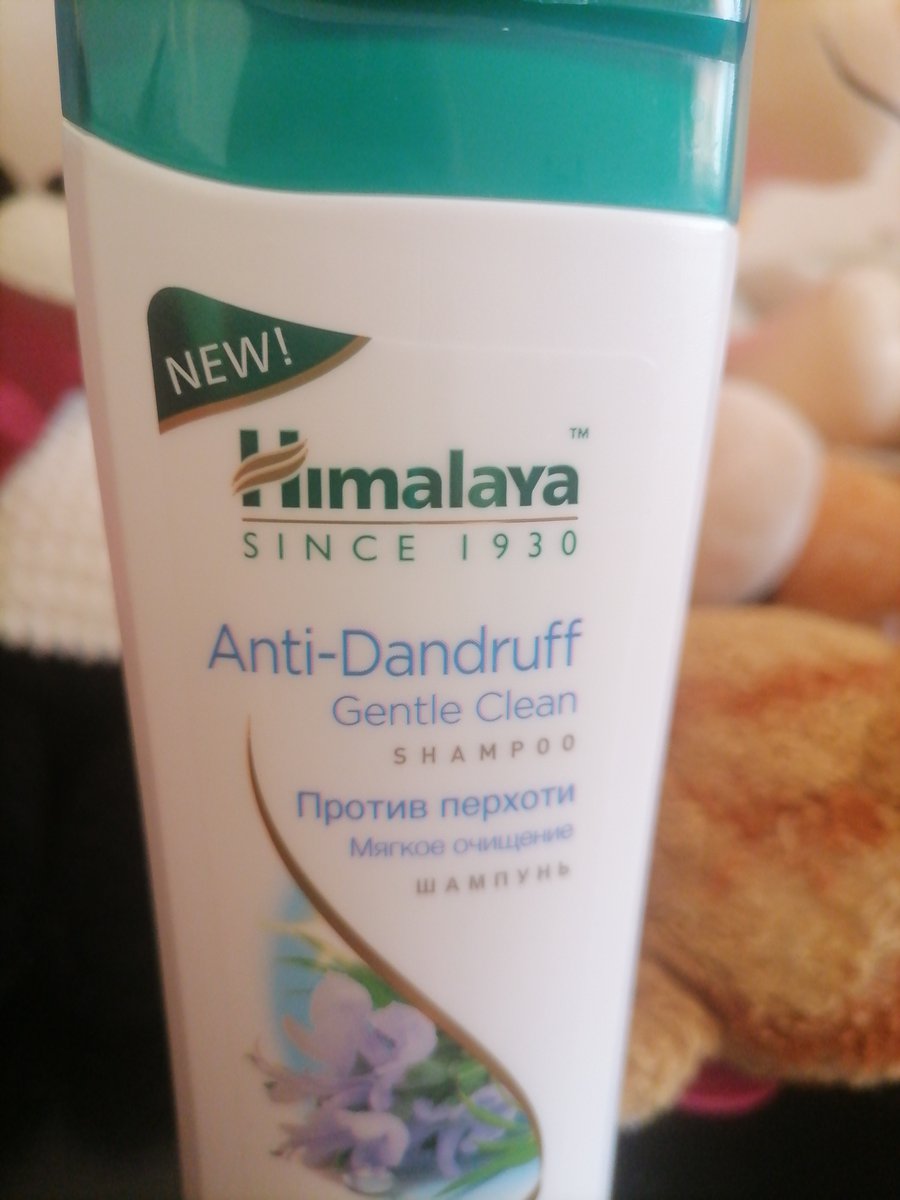 NEW!
Himalaya™
SINCE 1930
Anti-Dandruff
Gentle Clean
SHAMPOO
Против перхоти
Мягкое очищение
ШАМПУНЬ